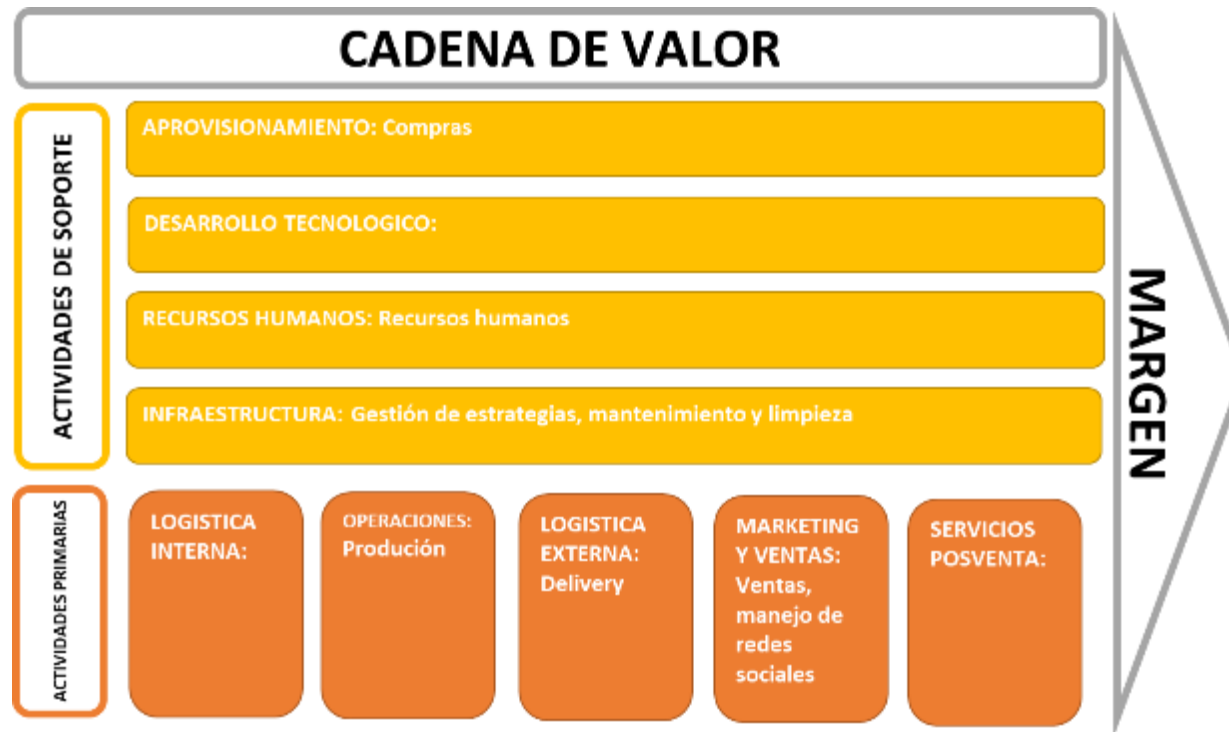 CADENA DE VALOR
ACTIVIDADES DE SOPORTE
APROVISIONAMIENTO: Compras
DESARROLLO TECNOLOGICO:
RECURSOS HUMANOS: Recursos humanos
INFRAESTRUCTURA: Gestión de estrategias, mantenimiento y limpieza
ACTIVIDADES PRIMARIAS
LOGISTICA
INTERNA:
OPERACIONES:
Produción
LOGISTICA
EXTERNA:
Delivery
MARKETING
Y VENTAS:
Ventas,
manejo de
redes
sociales
SERVICIOS
POSVENTA:
MARGEN